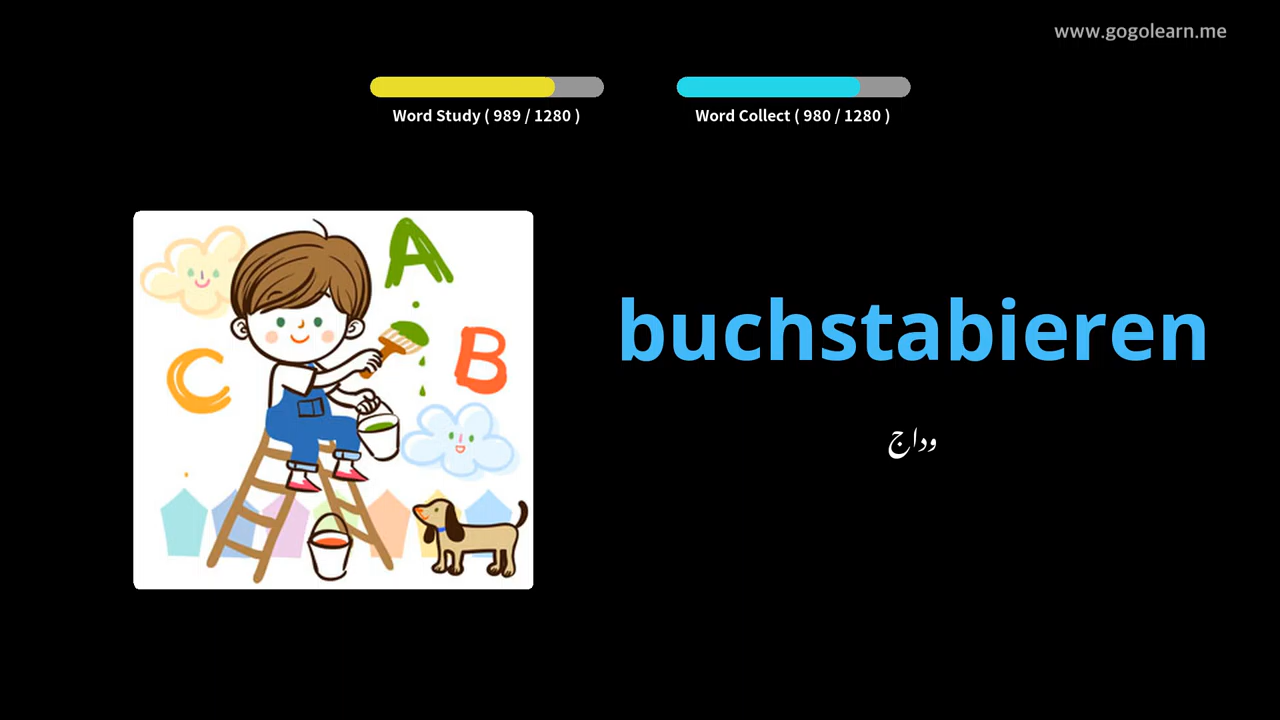 www.gogolearn.me
Word Study ( 989 / 1280 )
Word Collect ( 980 / 1280 )
A
B
C
buchstabieren
وداج